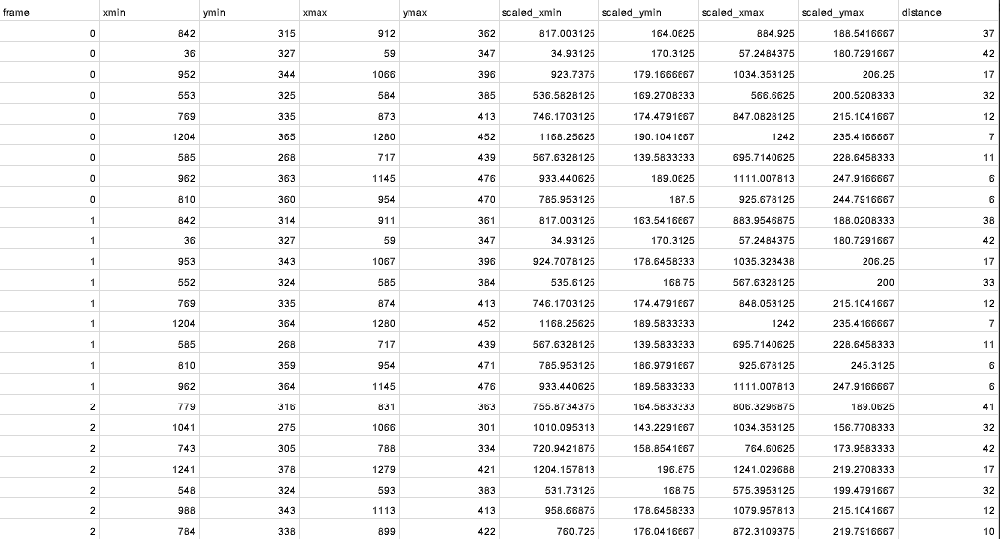 frame xmin ymin xmax ymax scaled_xmin scaled_ymin scaled_xmax scaled_ymax distance
0 842 315 912 362 817.003125 164.0625 884.925 188.5416667 37
0 36 327 59 347 34.93125 170.3125 57.2484375 180.7291667 42
0 952 344 1066 396 923.7375 179.1666667 1034.353125 206.25 17
0 553 325 584 385 536.5828125 169.2708333 566.6625 200.5208333 32
0 769 335 873 413 746.1703125 174.4791667 847.0828125 215.1041667 12
0 1204 365 1280 452 1168.25625 190.1041667 1242 235.4166667 7
0 585 268 717 439 567.6328125 139.5833333 695.7140625 228.6458333 11
0 962 363 1145 476 933.440625 189.0625 1111.007813 247.9166667 6
0 810 360 954 470 785.953125 187.5 925.678125 244.7916667 6
1 842 314 911 361 817.003125 163.5416667 883.9546875 188.0208333 38
1 36 327 59 347 34.93125 170.3125 57.2484375 180.7291667 42
1 953 343 1067 396 924.7078125 178.6458333 1035.323438 206.25 17
1 552 324 585 384 535.6125 168.75 567.6328125 200 33
1 769 335 874 413 746.1703125 174.4791667 848.053125 215.1041667 12
1 1204 364 1280 452 1168.25625 189.5833333 1242 235.4166667 7
1 585 268 717 439 567.6328125 139.5833333 695.7140625 228.6458333 11
1 810 359 954 471 785.953125 186.9791667 925.678125 245.3125 6
1 962 364 1145 476 933.440625 189.5833333 1111.007813 247.9166667 6
2 779 316 831 363 755.8734375 164.5833333 806.3296875 189.0625 41
2 1041 275 1066 301 1010.095313 143.2291667 1034.353125 156.7708333 32
2 743 305 788 334 720.9421875 158.8541667 764.60625 173.9583333 42
2 1241 378 1279 421 1204.157813 196.875 1241.029688 219.2708333 17
2 548 324 593 383 531.73125 168.75 575.3953125 199.4791667 32
2 988 343 1113 413 958.66875 178.6458333 1079.957813 215.1041667 12
2 784 338 899 422 760.725 176.0416667 872.3109375 219.7916667 10